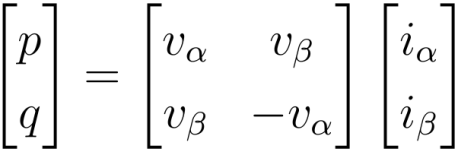 [p q] = [v_α v_β; v_β −v_α] [i_α i_β]